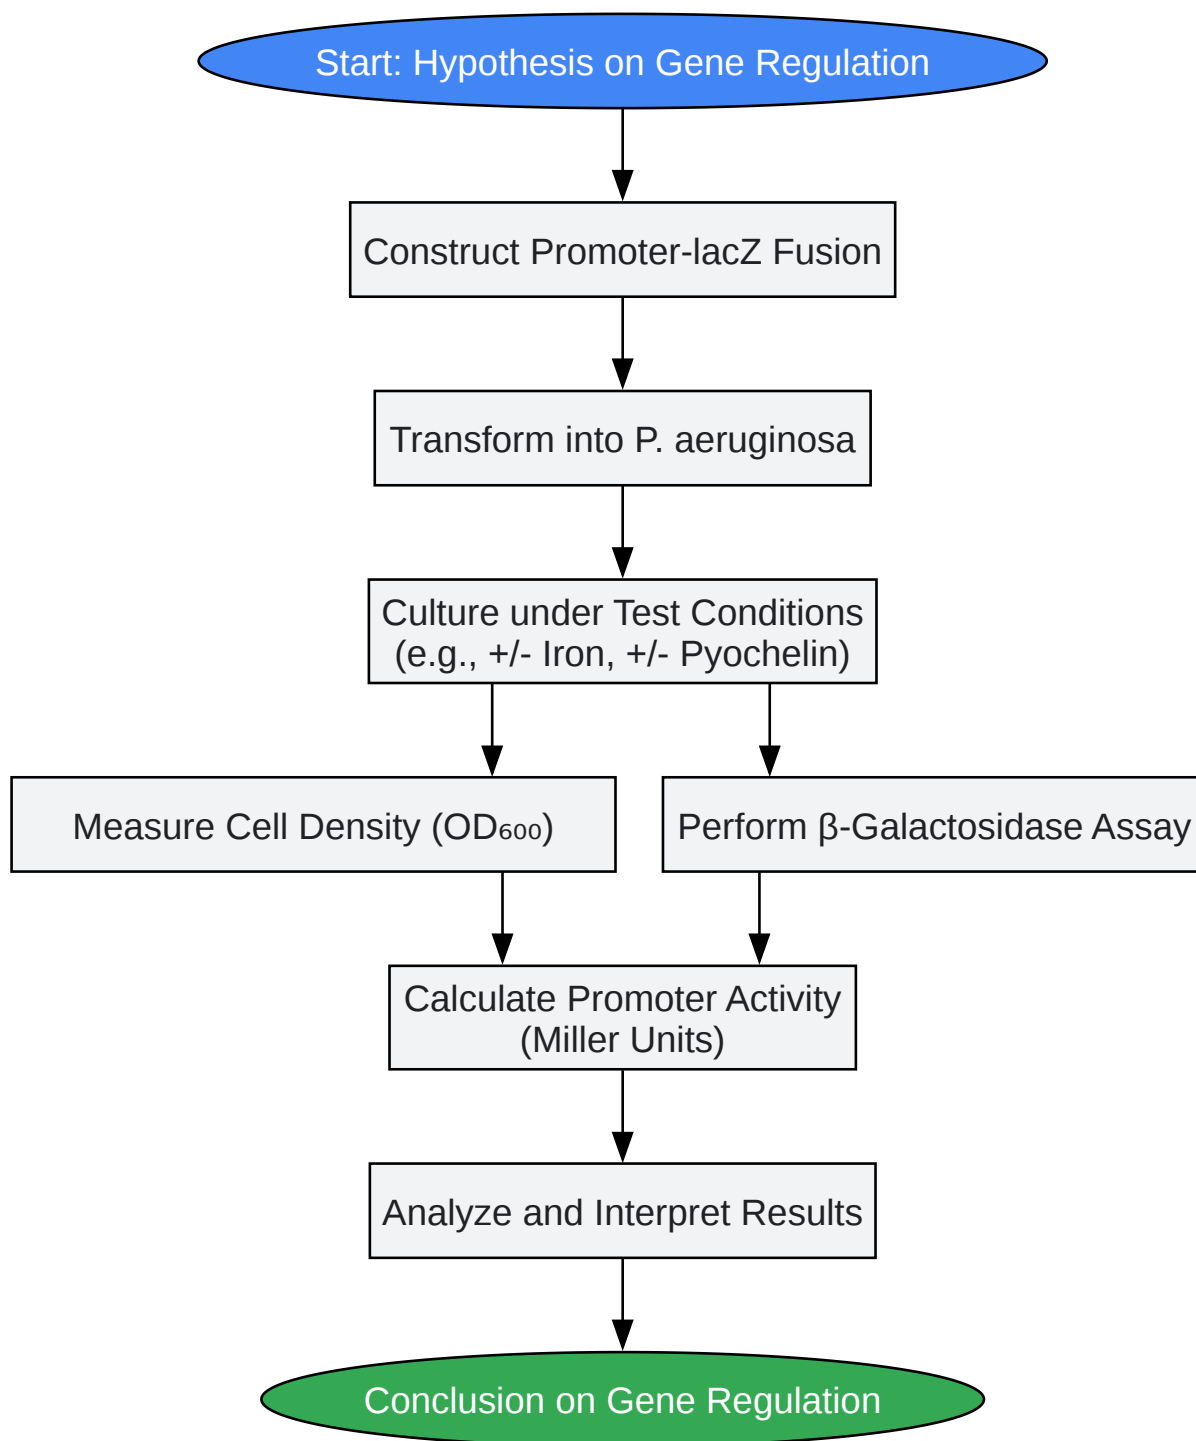 Start: Hypothesis on Gene Regulation
Construct Promoter-lacZ Fusion
Transform into P. aeruginosa
Culture under Test Conditions
(e.g., +/- Iron, +/- Pyochelin)
Measure Cell Density (OD₆₀₀)
Perform β-Galactosidase Assay
Calculate Promoter Activity
(Miller Units)
Analyze and Interpret Results
Conclusion on Gene Regulation